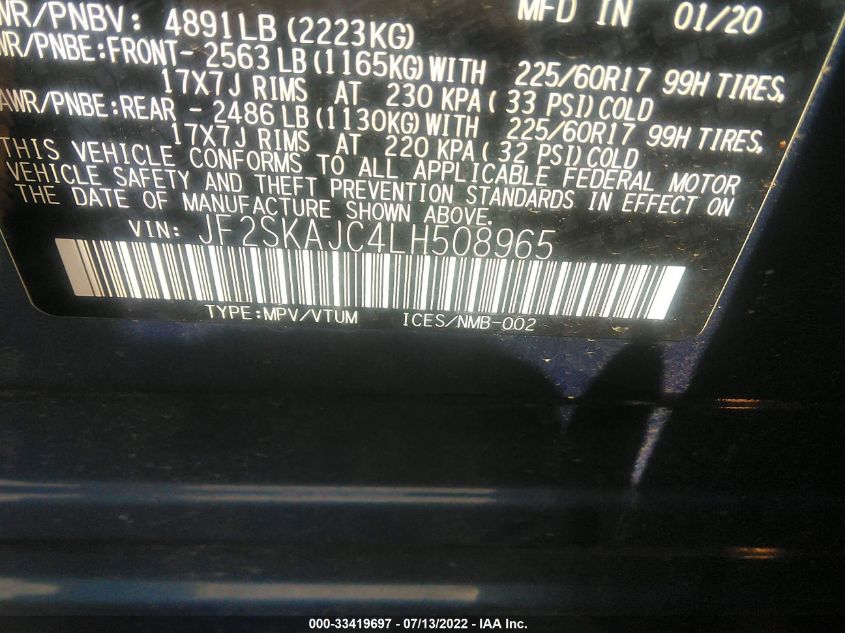 WR/PNBV: 4891LB (2223KG) MFD IN 01/20
WR/PNBE:FRONT- 2563 LB (1165KG) WITH 225/60R17 99H TIRES,
17X7J RIMS AT 230 KPA ( 33 PSI) COLD
AWR/PNBE:REAR - 2486 LB (1130KG) WITH 225/60R17 99H TIRES,
17X7J RIMS AT 220 KPA ( 32 PSI) COLD
THIS VEHICLE CONFORMS TO ALL APPLICABLE FEDERAL MOTOR
VEHICLE SAFETY AND THEFT PREVENTION STANDARDS IN EFFECT ON
THE DATE OF MANUFACTURE SHOWN ABOVE.
VIN: JF2SKAJC4LH508965
TYPE:MPV/VTUM ICES/NMB-002
000-33419697 - 07/13/2022 - IAA Inc.